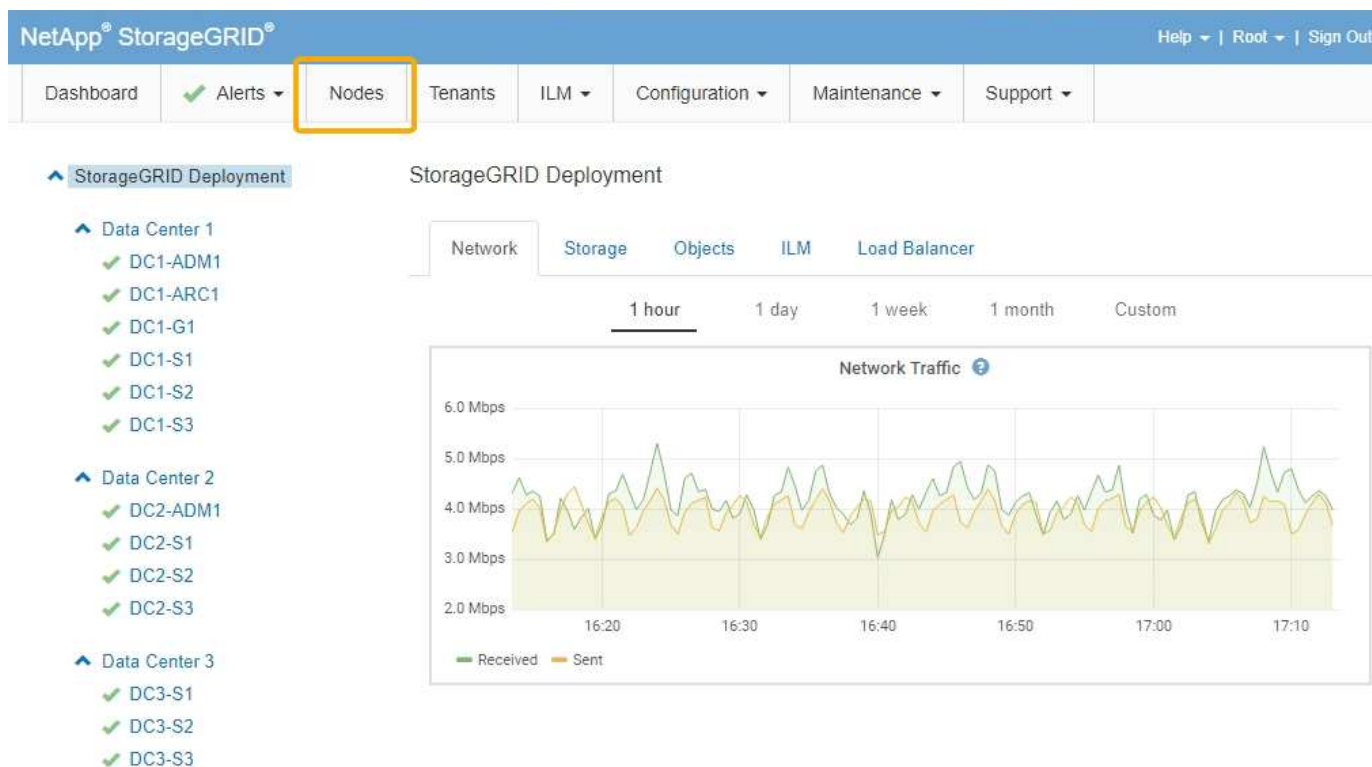 NetApp® StorageGRID®
Help | Root | Sign Out
Dashboard Alerts Nodes Tenants ILM Configuration Maintenance Support
StorageGRID Deployment
Data Center 1
DC1-ADM1
DC1-ARC1
DC1-G1
DC1-S1
DC1-S2
DC1-S3
Data Center 2
DC2-ADM1
DC2-S1
DC2-S2
DC2-S3
Data Center 3
DC3-S1
DC3-S2
DC3-S3
StorageGRID Deployment
Network Storage Objects ILM Load Balancer
1 hour 1 day 1 week 1 month Custom
Network Traffic ?
6.0 Mbps
5.0 Mbps
4.0 Mbps
3.0 Mbps
2.0 Mbps
16:20 16:30 16:40 16:50 17:00 17:10
Received Sent